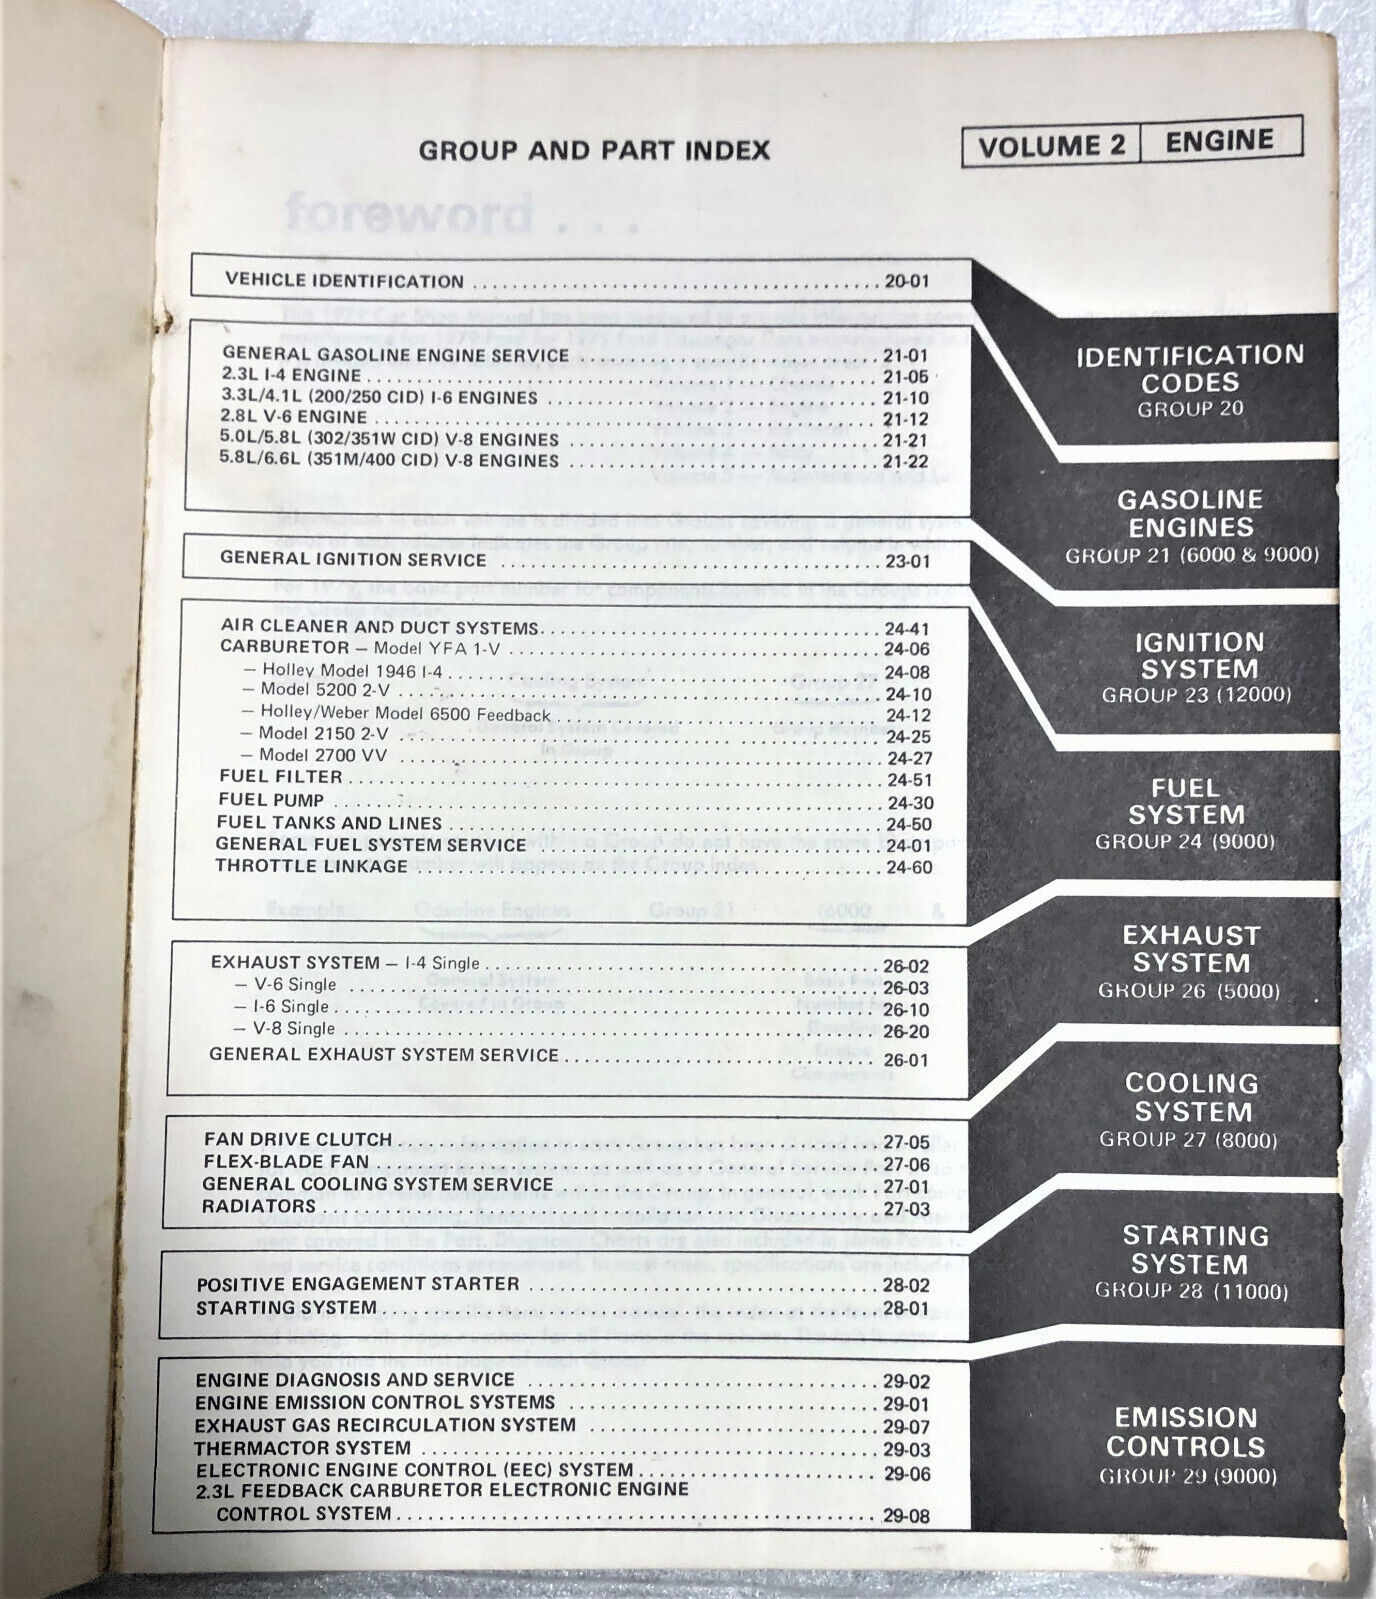 GROUP AND PART INDEX
VOLUME 2 ENGINE
foreword . . .
VEHICLE IDENTIFICATION ........................................ 20-01
IDENTIFICATION
CODES
GROUP 20
GENERAL GASOLINE ENGINE SERVICE .............................. 21-01
2.3L I-4 ENGINE .................................................. 21-05
3.3L/4.1L (200/250 CID) I-6 ENGINES ................................ 21-10
2.8L V-6 ENGINE .................................................. 21-12
5.0L/5.8L (302/351W CID) V-8 ENGINES .............................. 21-21
5.8L/6.6L (351M/400 CID) V-8 ENGINES .............................. 21-22
GASOLINE
ENGINES
GROUP 21 (6000 & 9000)
GENERAL IGNITION SERVICE ..................................... 23-01
IGNITION
SYSTEM
GROUP 23 (12000)
AIR CLEANER AND DUCT SYSTEMS ................................. 24-41
CARBURETOR – Model YFA 1-V .................................... 24-06
– Holley Model 1946 I-4 ......................................... 24-08
– Model 5200 2-V ............................................... 24-10
– Holley/Weber Model 6500 Feedback ............................... 24-12
– Model 2150 2-V ............................................... 24-25
– Model 2700 VV ............................................... 24-27
FUEL FILTER ..................................................... 24-51
FUEL PUMP ...................................................... 24-30
FUEL TANKS AND LINES .......................................... 24-50
GENERAL FUEL SYSTEM SERVICE .................................. 24-01
THROTTLE LINKAGE .............................................. 24-60
FUEL
SYSTEM
GROUP 24 (9000)
EXHAUST SYSTEM – I-4 Single ...................................... 26-02
– V-6 Single .................................................... 26-03
– I-6 Single ..................................................... 26-10
– V-8 Single .................................................... 26-20
GENERAL EXHAUST SYSTEM SERVICE ............................... 26-01
EXHAUST
SYSTEM
GROUP 26 (5000)
FAN DRIVE CLUTCH .............................................. 27-05
FLEX-BLADE FAN ................................................. 27-06
GENERAL COOLING SYSTEM SERVICE ................................ 27-01
RADIATORS ...................................................... 27-03
COOLING
SYSTEM
GROUP 27 (8000)
POSITIVE ENGAGEMENT STARTER ................................... 28-02
STARTING SYSTEM ................................................ 28-01
STARTING
SYSTEM
GROUP 28 (11000)
ENGINE DIAGNOSIS AND SERVICE ................................... 29-02
ENGINE EMISSION CONTROL SYSTEMS ............................... 29-01
EXHAUST GAS RECIRCULATION SYSTEM ............................. 29-07
THERMACTOR SYSTEM ............................................. 29-03
ELECTRONIC ENGINE CONTROL (EEC) SYSTEM ........................ 29-06
2.3L FEEDBACK CARBURETOR ELECTRONIC ENGINE
CONTROL SYSTEM ................................................ 29-08
EMISSION
CONTROLS
GROUP 29 (9000)